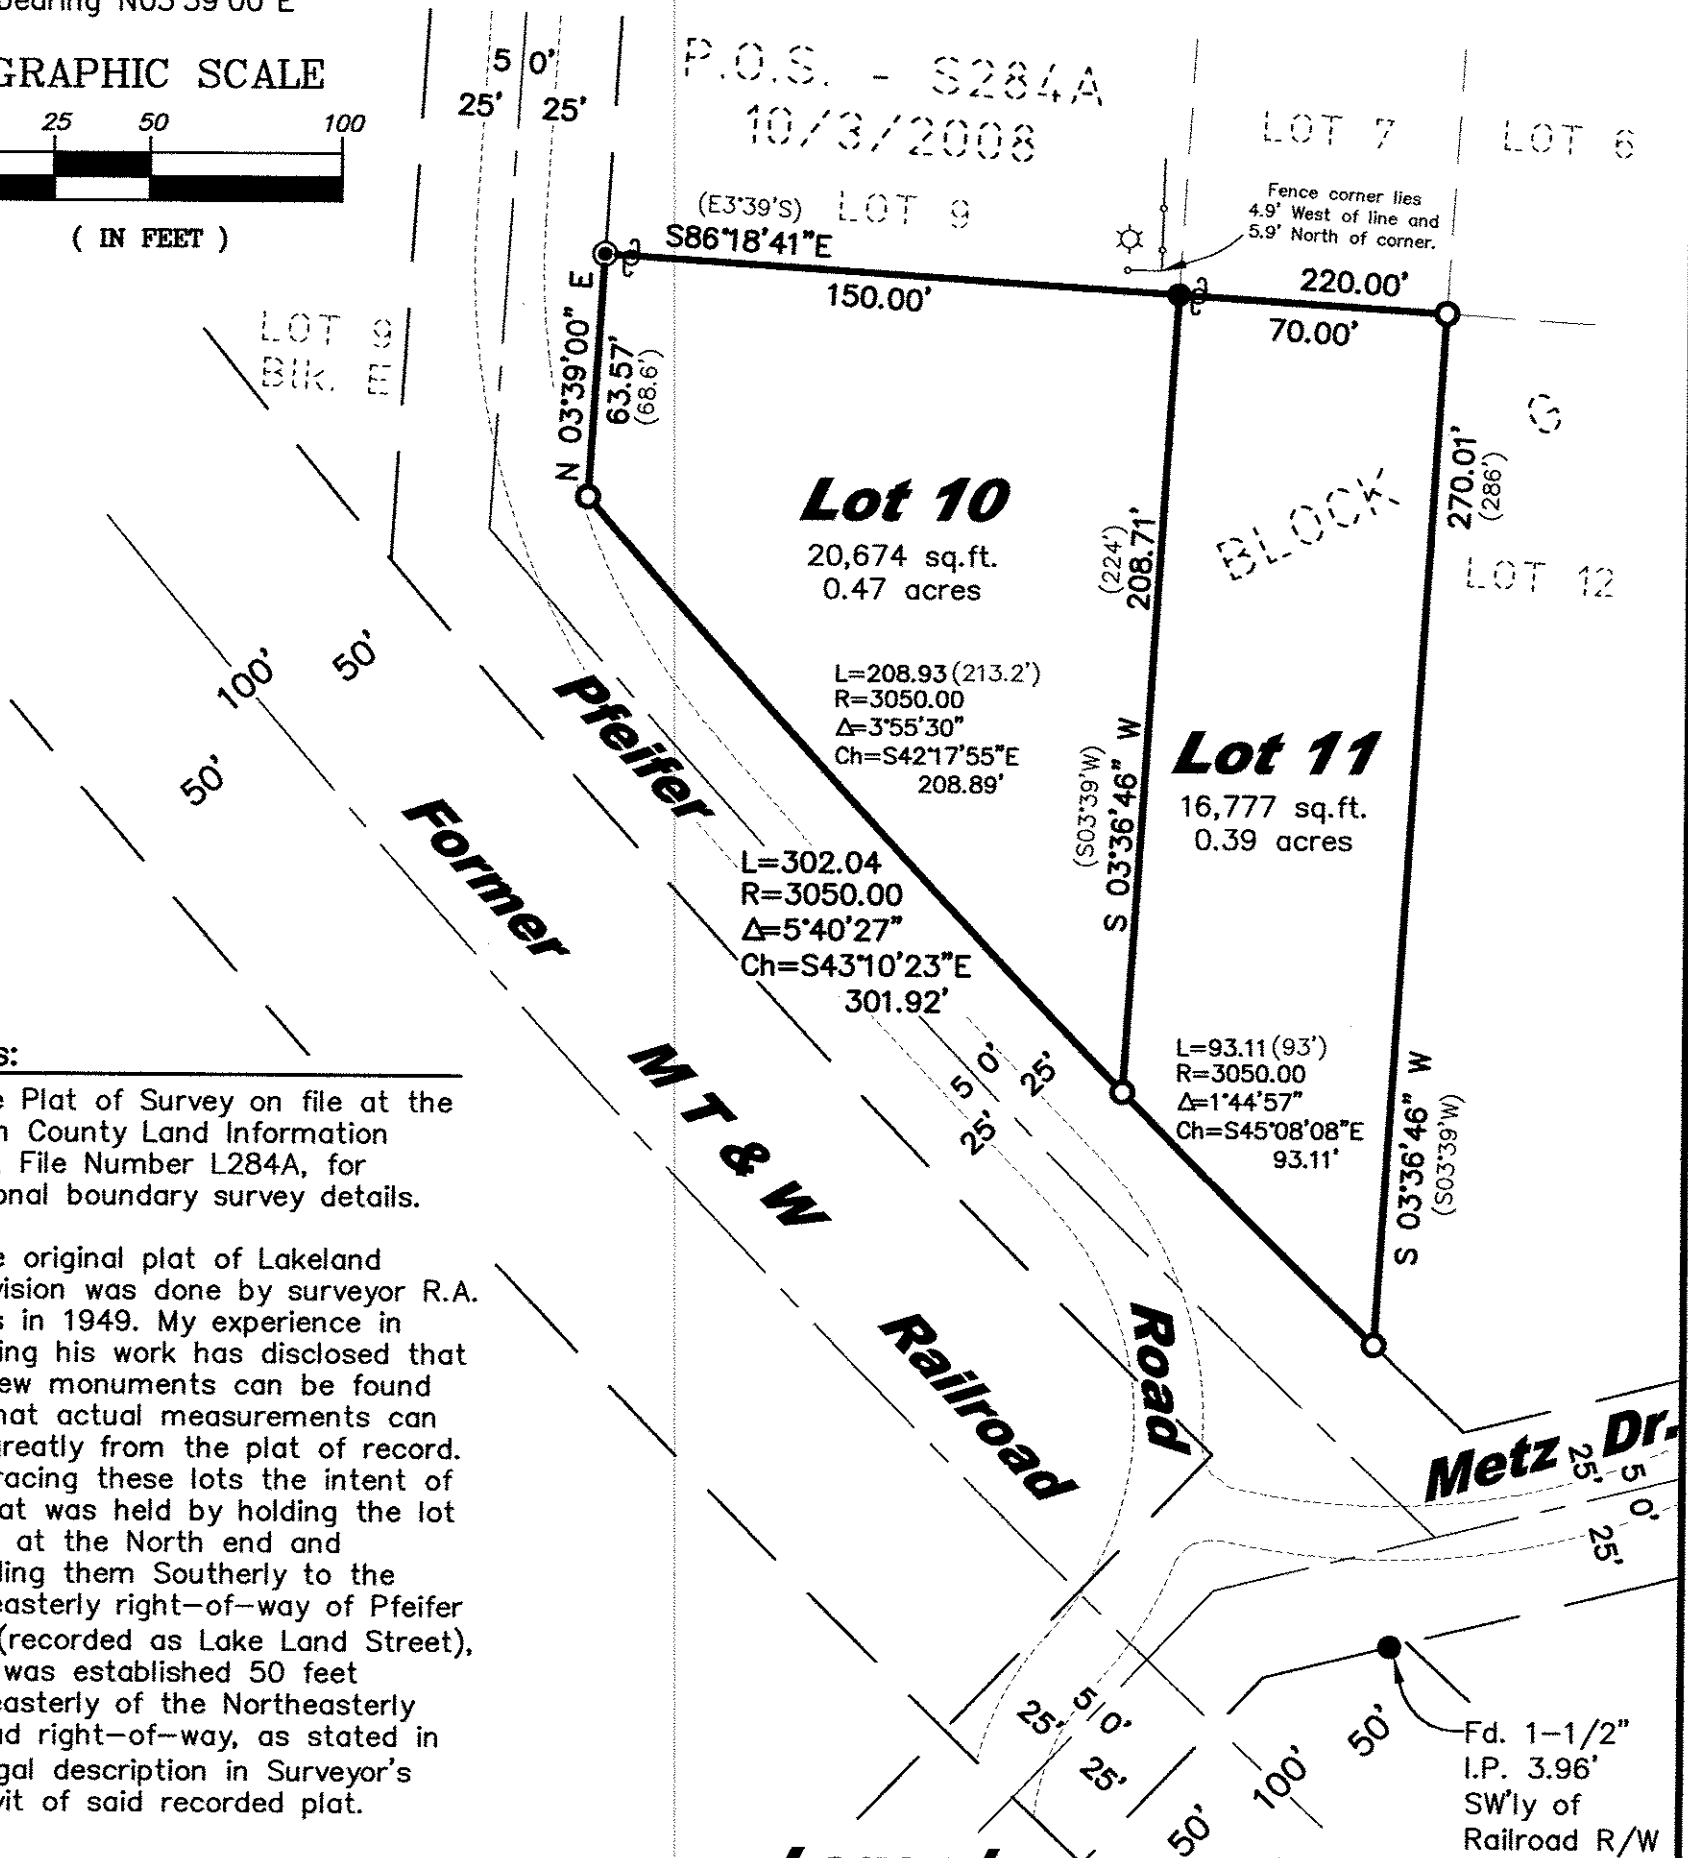 bearing N03°39'00"E
GRAPHIC SCALE
25 50 100
( IN FEET )
5 0'
25' 25'
P.O.S. - S284A
10/3/2008
LOT 9
LOT 7
LOT 6
Fence corner lies
4.9' West of line and
5.9' North of corner.
(E3°39'S)
S86°18'41"E
150.00'
220.00'
70.00'
LOT 9
Blk. E
N 03°39'00" E
63.57'
(68.6')
Lot 10
20,674 sq.ft.
0.47 acres
(224')
208.71'
BLOCK G
270.01'
(286')
LOT 12
L=208.93 (213.2')
R=3050.00
Δ=3°55'30"
Ch=S42°17'55"E
208.89'
S 03°36'46" W
(S03°39'W)
Lot 11
16,777 sq.ft.
0.39 acres
100'
50'
50'
Pfeifer
Former
L=302.04
R=3050.00
Δ=5°40'27"
Ch=S43°10'23"E
301.92'
M T & W
5 0'
25'
25'
L=93.11 (93')
R=3050.00
Δ=1°44'57"
Ch=S45°08'08"E
93.11'
S 03°36'46" W
(S03°39'W)
s:
e Plat of Survey on file at the
n County Land Information
File Number L284A, for
onal boundary survey details.
e original plat of Lakeland
vision was done by surveyor R.A.
s in 1949. My experience in
ing his work has disclosed that
ew monuments can be found
hat actual measurements can
greatly from the plat of record.
racing these lots the intent of
at was held by holding the lot
at the North end and
ding them Southerly to the
easterly right-of-way of Pfeifer
(recorded as Lake Land Street),
was established 50 feet
easterly of the Northeasterly
ad right-of-way, as stated in
gal description in Surveyor's
vit of said recorded plat.
Railroad
Road
Metz Dr.
25' 5 0'
25'
25' 5 0'
25'
50'
100'
50'
Fd. 1-1/2"
I.P. 3.96'
SW'ly of
Railroad R/W